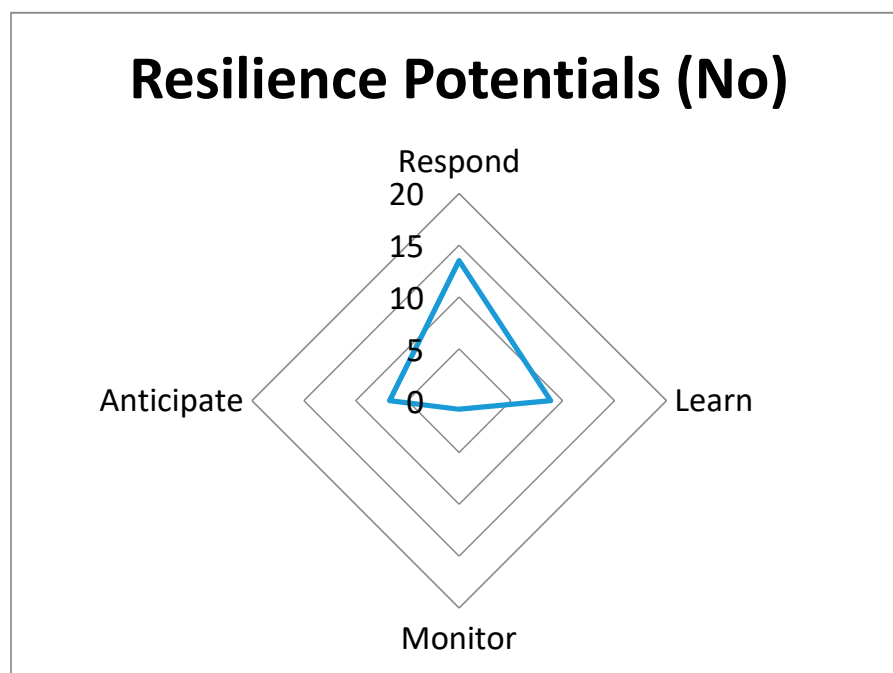 Resilience Potentials (No)
Respond
20
15
10
5
Anticipate
0
Learn
Monitor